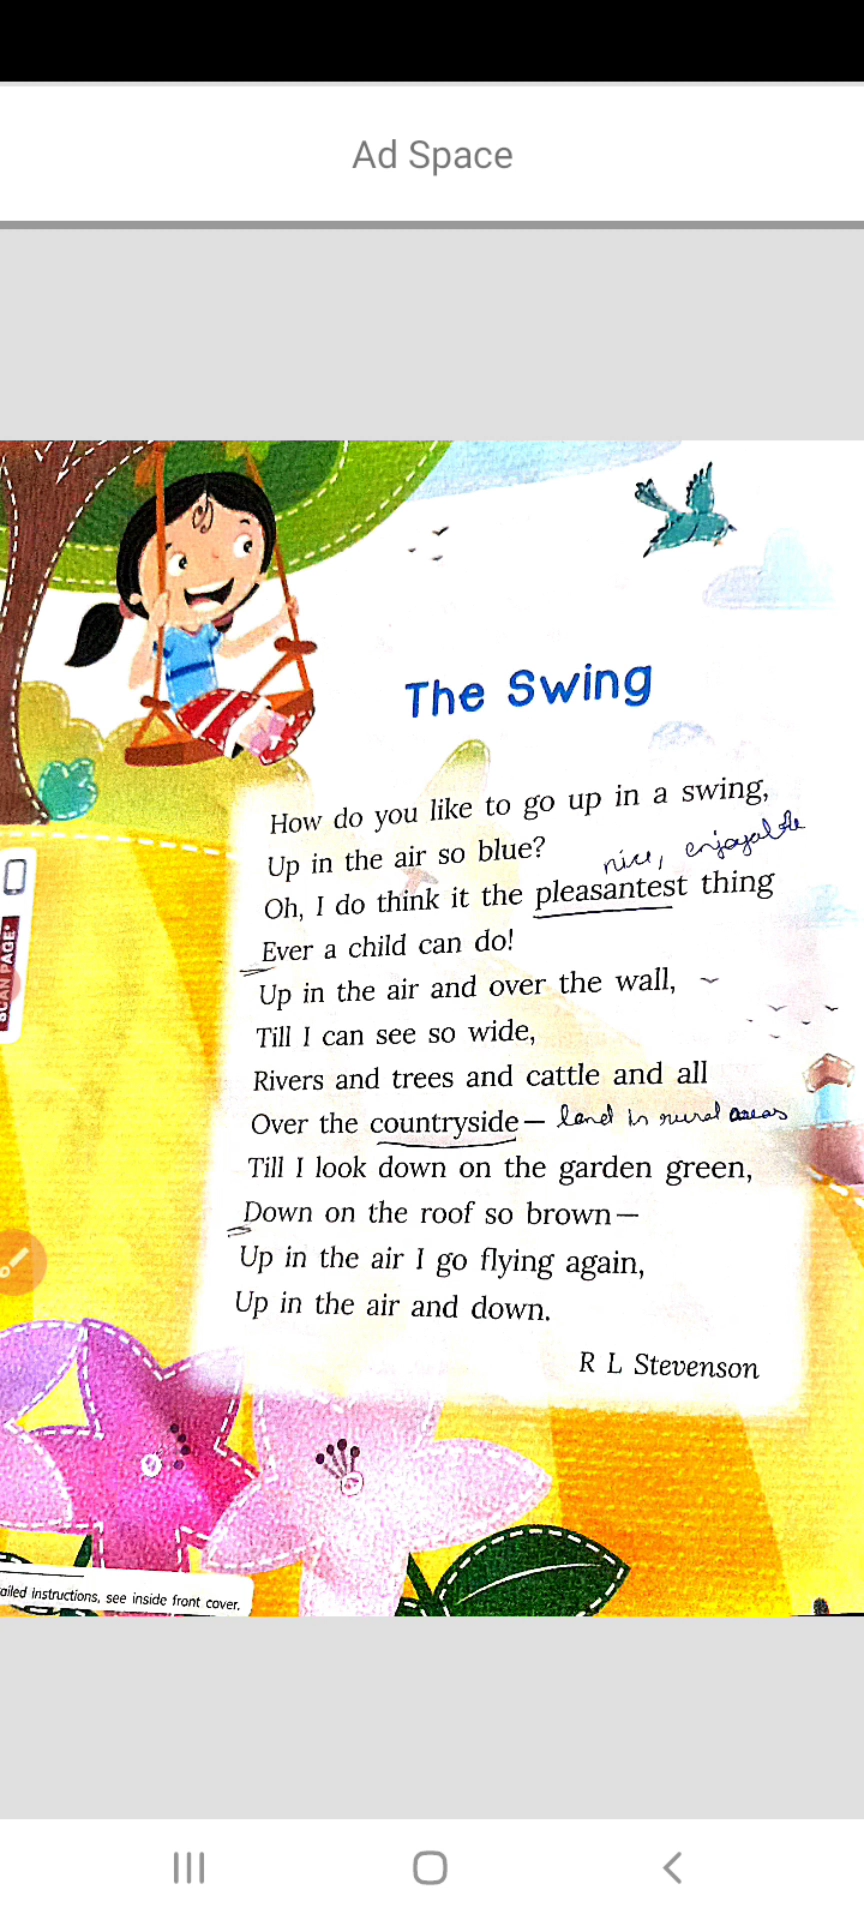 Ad Space
The Swing
How do you like to go up in a swing,
Up in the air so blue?
nice, enjoyable
Oh, I do think it the pleasantest thing
Ever a child can do!
Up in the air and over the wall,
Till I can see so wide,
Rivers and trees and cattle and all
Over the countryside — land in rural areas
Till I look down on the garden green,
Down on the roof so brown—
Up in the air I go flying again,
Up in the air and down.
R L Stevenson
SCAN PAGE*
ailed instructions, see inside front cover.